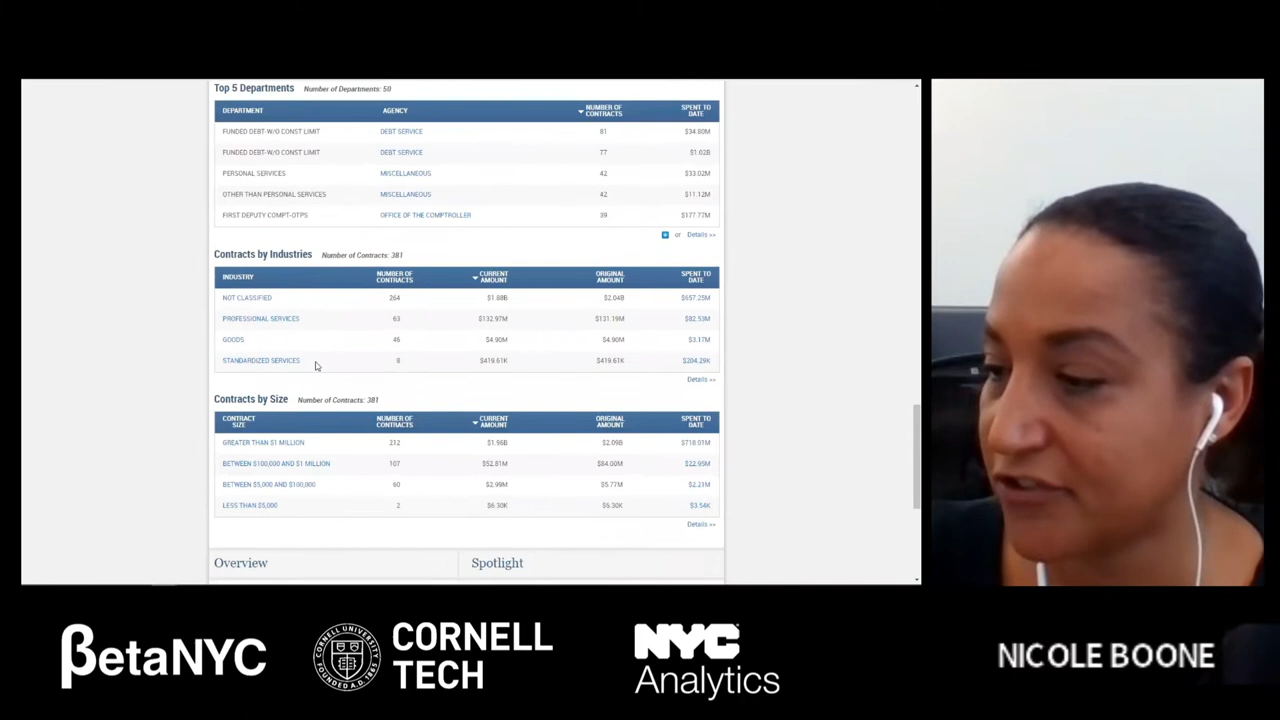 Top 5 Departments Number of Departments: 50
DEPARTMENT AGENCY NUMBER OF CONTRACTS SPENT TO DATE
FUNDED DEBT-W/O CONST LIMIT DEBT SERVICE 81 $34.80M
FUNDED DEBT-W/O CONST LIMIT DEBT SERVICE 77 $1.02B
PERSONAL SERVICES MISCELLANEOUS 42 $33.02M
OTHER THAN PERSONAL SERVICES MISCELLANEOUS 42 $11.12M
FIRST DEPUTY COMPT-OTPS OFFICE OF THE COMPTROLLER 39 $177.77M
or Details >>
Contracts by Industries Number of Contracts: 381
INDUSTRY NUMBER OF CONTRACTS CURRENT AMOUNT ORIGINAL AMOUNT SPENT TO DATE
NOT CLASSIFIED 264 $1.88B $2.04B $657.25M
PROFESSIONAL SERVICES 63 $132.97M $131.19M $82.53M
GOODS 46 $4.90M $4.90M $3.17M
STANDARDIZED SERVICES 8 $419.61K $419.61K $204.29K
Details >>
Contracts by Size Number of Contracts: 381
CONTRACT SIZE NUMBER OF CONTRACTS CURRENT AMOUNT ORIGINAL AMOUNT SPENT TO DATE
GREATER THAN $1 MILLION 212 $1.96B $2.09B $718.01M
BETWEEN $100,000 AND $1 MILLION 107 $52.81M $84.00M $22.95M
BETWEEN $5,000 AND $100,000 60 $2.99M $5.77M $2.21M
LESS THAN $5,000 2 $6.30K $6.30K $3.54K
Details >>
Overview Spotlight
βetaNYC
CORNELL UNIVERSITY
FOUNDED A.D. 1865
CORNELL
TECH
NYC
Analytics
NICOLE BOONE